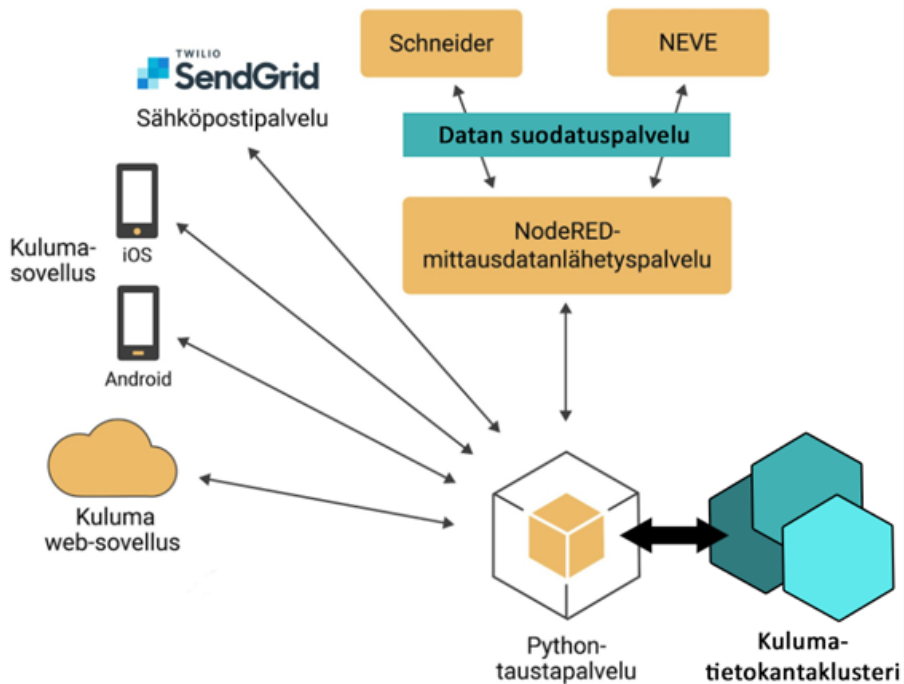 Schneider
NEVE
TWILIO
SendGrid
Sähköpostipalvelu
Datan suodatuspalvelu
NodeRED-
mittausdatanlähetyspalvelu
Kuluma-
sovellus
iOS
Android
Kuluma
web-sovellus
Python-
taustapalvelu
Kuluma-
tietokantaklusteri